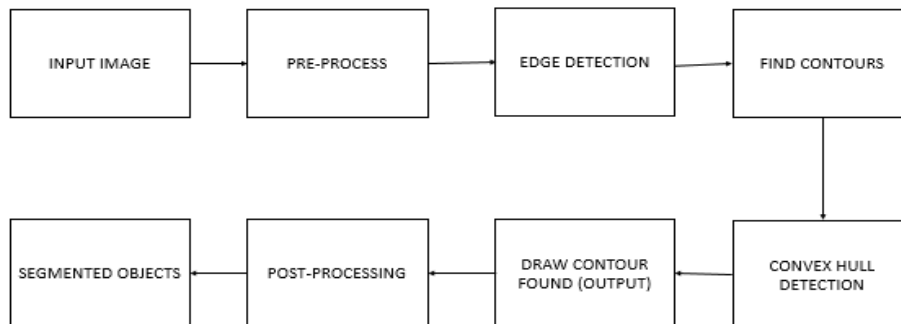 INPUT IMAGE
PRE-PROCESS
EDGE DETECTION
FIND CONTOURS
CONVEX HULL
DETECTION
DRAW CONTOUR
FOUND (OUTPUT)
POST-PROCESSING
SEGMENTED OBJECTS